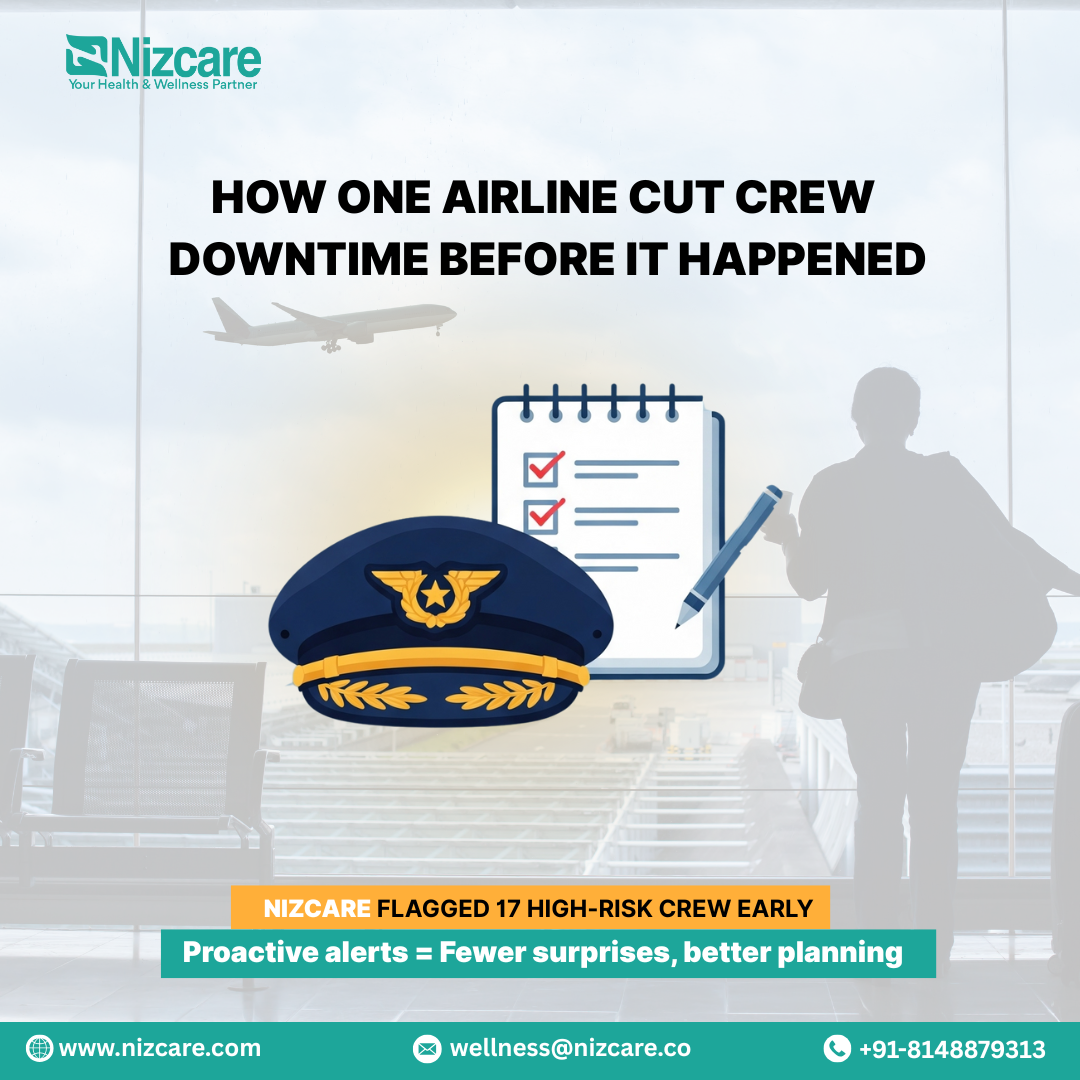 Nizcare
Your Health & Wellness Partner
HOW ONE AIRLINE CUT CREW
DOWNTIME BEFORE IT HAPPENED
NIZCARE FLAGGED 17 HIGH-RISK CREW EARLY
Proactive alerts = Fewer surprises, better planning
www.nizcare.com
wellness@nizcare.co
+91-8148879313